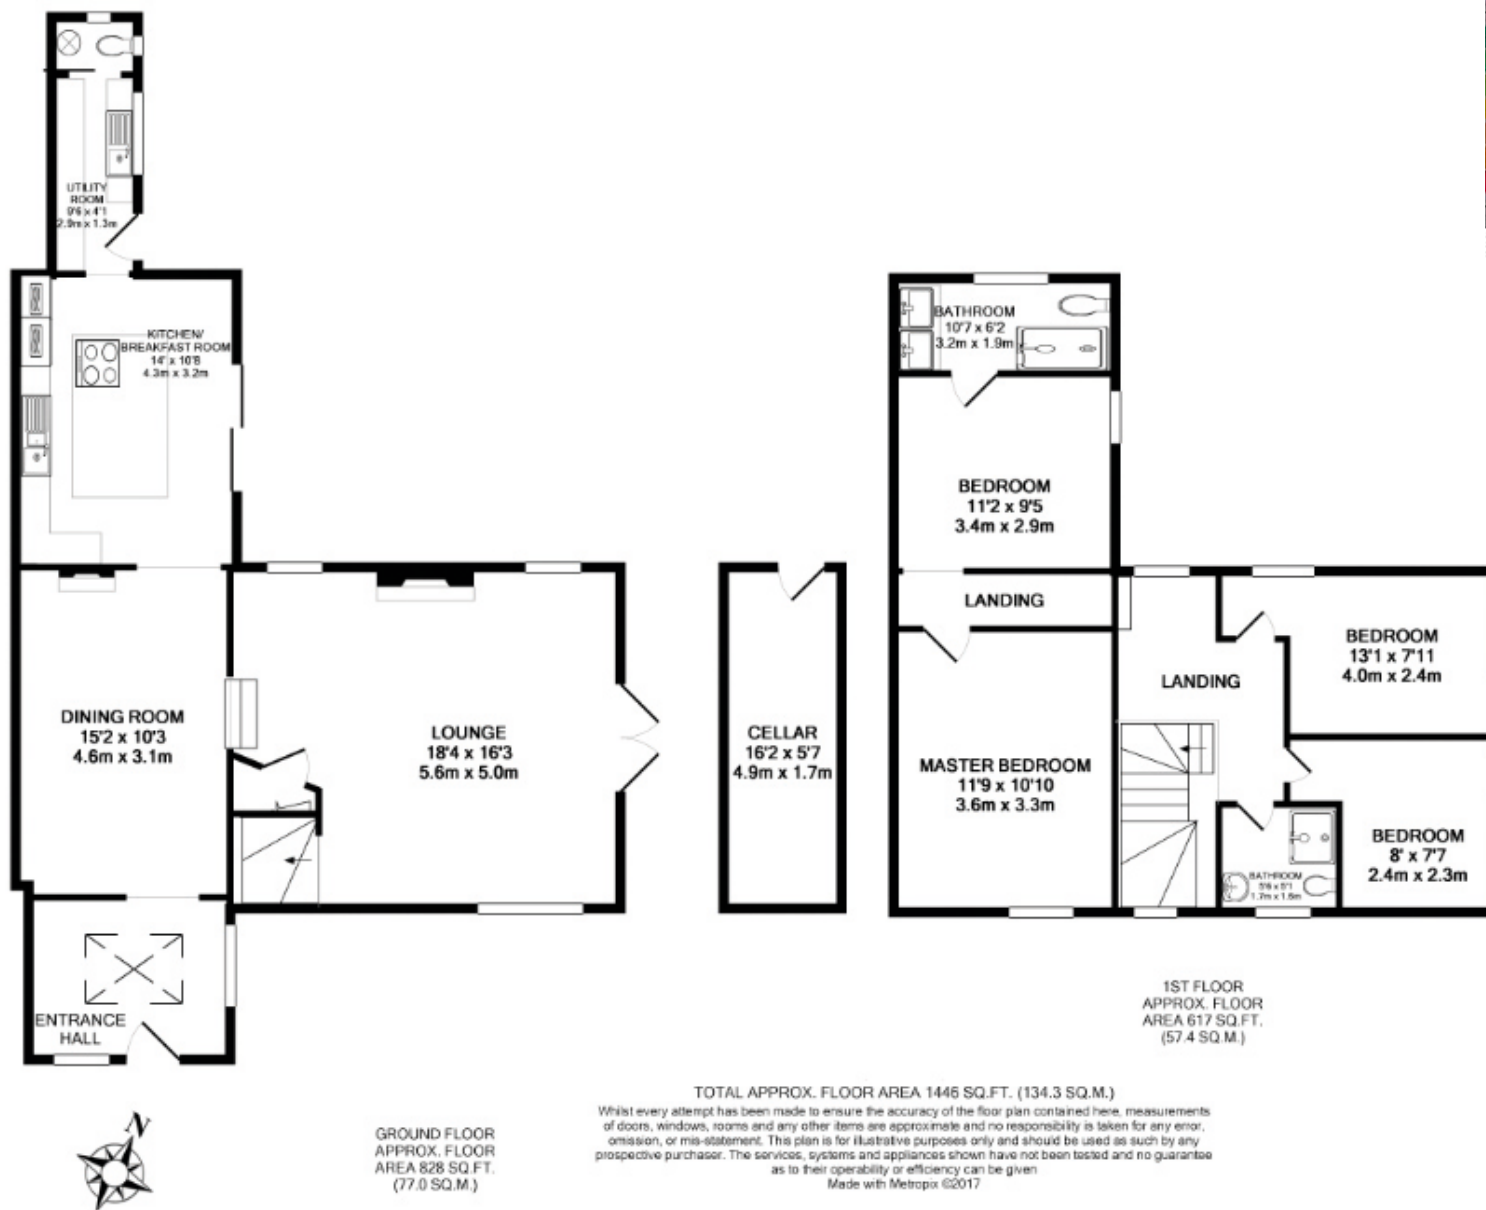 UTILITY
ROOM
9'6 x 4'1
2.9m x 1.3m
KITCHEN/
BREAKFAST ROOM
14' x 10'8
4.3m x 3.2m
DINING ROOM
15'2 x 10'3
4.6m x 3.1m
LOUNGE
18'4 x 16'3
5.6m x 5.0m
ENTRANCE
HALL
CELLAR
16'2 x 5'7
4.9m x 1.7m
BATHROOM
10'7 x 6'2
3.2m x 1.9m
BEDROOM
11'2 x 9'5
3.4m x 2.9m
LANDING
MASTER BEDROOM
11'9 x 10'10
3.6m x 3.3m
LANDING
BEDROOM
13'1 x 7'11
4.0m x 2.4m
BEDROOM
8' x 7'7
2.4m x 2.3m
BATHROOM
5'6 x 5'1
1.7m x 1.6m
N
GROUND FLOOR
APPROX. FLOOR
AREA 828 SQ.FT.
(77.0 SQ.M.)
1ST FLOOR
APPROX. FLOOR
AREA 617 SQ.FT.
(57.4 SQ.M.)
TOTAL APPROX. FLOOR AREA 1446 SQ.FT. (134.3 SQ.M.)
Whilst every attempt has been made to ensure the accuracy of the floor plan contained here, measurements
of doors, windows, rooms and any other items are approximate and no responsibility is taken for any error,
omission, or mis-statement. This plan is for illustrative purposes only and should be used as such by any
prospective purchaser. The services, systems and appliances shown have not been tested and no guarantee
as to their operability or efficiency can be given
Made with Metropix ©2017